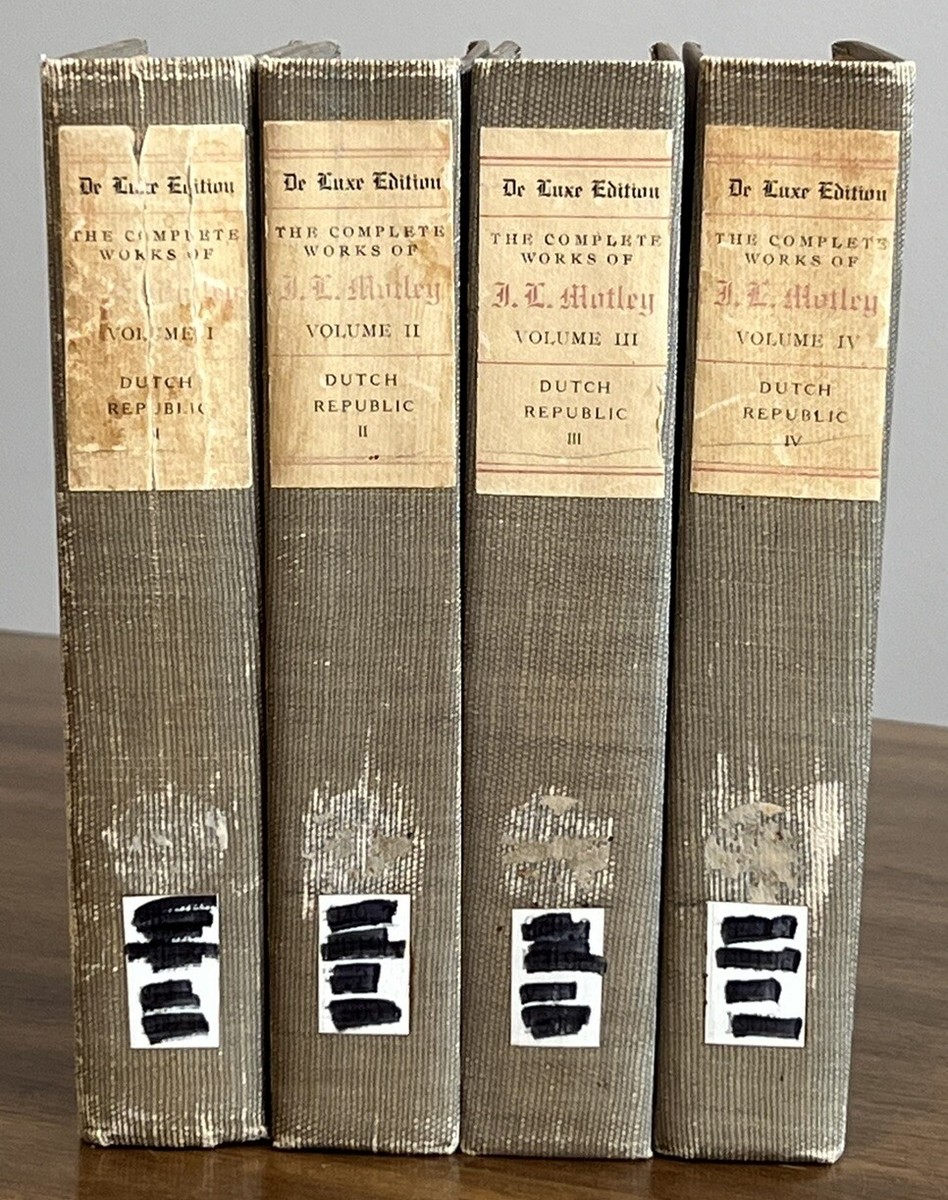 De Luxe Edition
THE COMPLETE
WORKS OF
VOLUME I
DUTCH
REPUBLIC
I
De Luxe Edition
THE COMPLETE
WORKS OF
J. L. Motley
VOLUME II
DUTCH
REPUBLIC
II
De Luxe Edition
THE COMPLETE
WORKS OF
J. L. Motley
VOLUME III
DUTCH
REPUBLIC
III
De Luxe Edition
THE COMPLETE
WORKS OF
J. L. Motley
VOLUME IV
DUTCH
REPUBLIC
IV